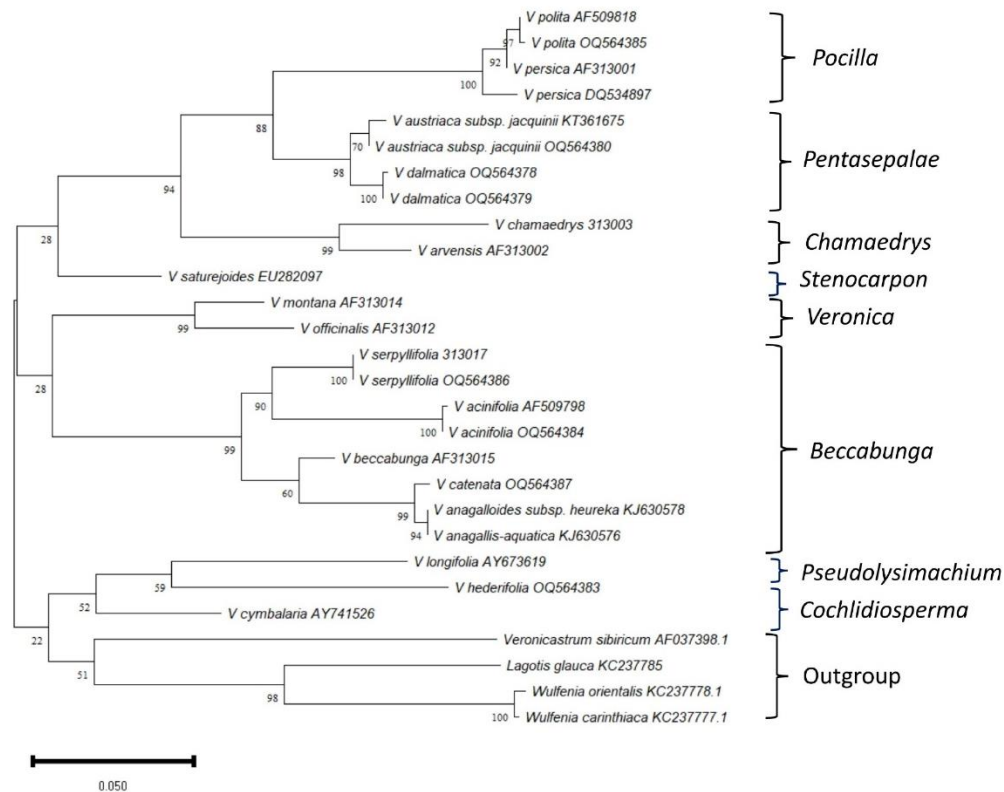 V polita AF509818
97
V polita OQ564385
92
V persica AF313001
100
V persica DQ534897
Pocilla
88
V austriaca subsp. jacquinii KT361675
70
V austriaca subsp. jacquinii OQ564380
98
V dalmatica OQ564378
100
V dalmatica OQ564379
Pentasepalae
94
V chamaedrys 313003
99
V arvensis AF313002
Chamaedrys
28
V saturejoides EU282097
Stenocarpon
V montana AF313014
99
V officinalis AF313012
Veronica
28
V serpyllifolia 313017
100
V serpyllifolia OQ564386
90
V acinifolia AF509798
100
V acinifolia OQ564384
99
V beccabunga AF313015
60
V catenata OQ564387
99
V anagalloides subsp. heureka KJ630578
94
V anagallis-aquatica KJ630576
Beccabunga
V longifolia AY673619
59
V hederifolia OQ564383
Pseudolysimachium
52
V cymbalaria AY741526
Cochlidiosperma
22
Veronicastrum sibiricum AF037398.1
51
Lagotis glauca KC237785
98
Wulfenia orientalis KC237778.1
100
Wulfenia carinthiaca KC237777.1
Outgroup
0.050